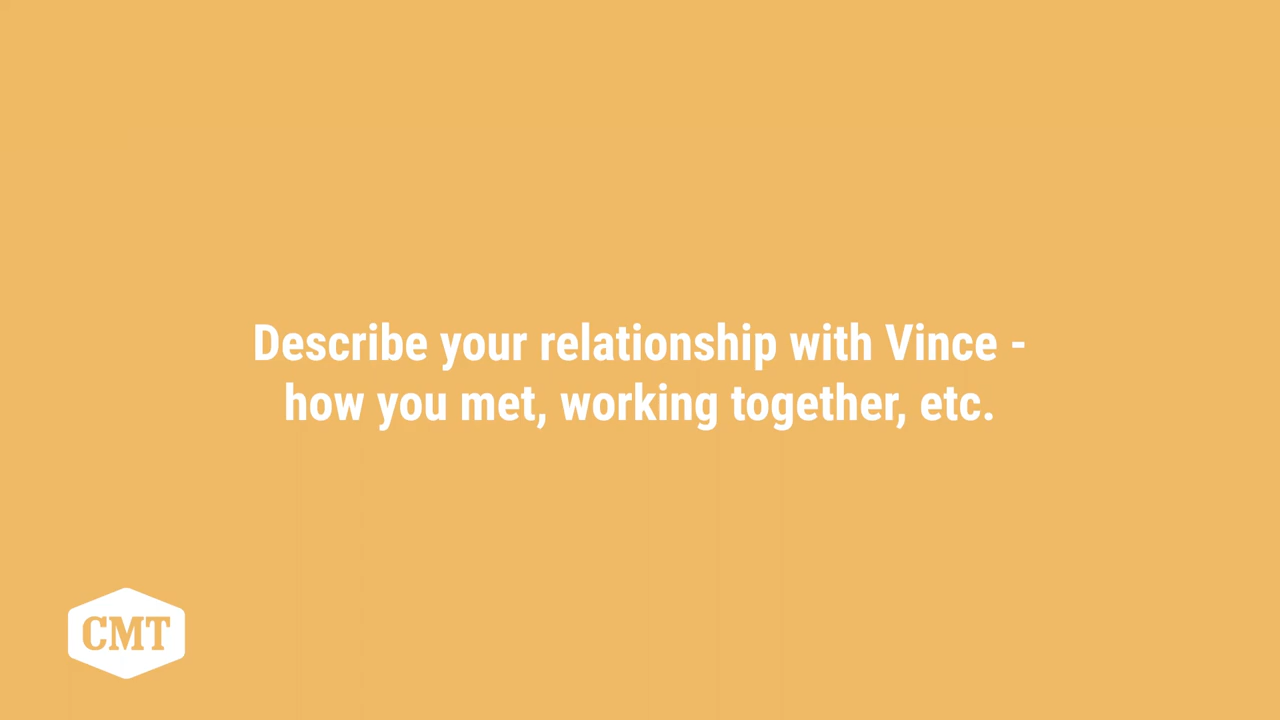 Describe your relationship with Vince -
how you met, working together, etc.
CMT